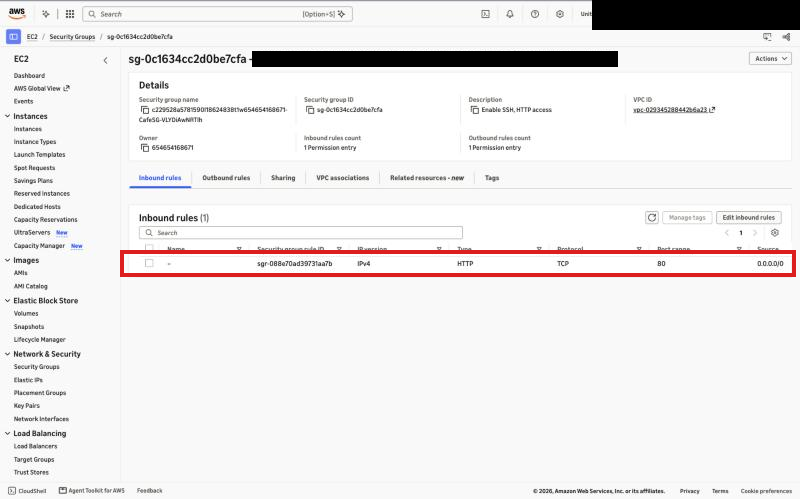 aws
Search
[Option+S]
Unit
EC2 / Security Groups / sg-0c1634cc2d0be7cfa
EC2
Dashboard
AWS Global View
Events
Instances
Instances
Instance Types
Launch Templates
Spot Requests
Savings Plans
Reserved Instances
Dedicated Hosts
Capacity Reservations
UltraServers New
Capacity Manager New
Images
AMIs
AMI Catalog
Elastic Block Store
Volumes
Snapshots
Lifecycle Manager
Network & Security
Security Groups
Elastic IPs
Placement Groups
Key Pairs
Network Interfaces
Load Balancing
Load Balancers
Target Groups
Trust Stores
sg-0c1634cc2d0be7cfa -
Actions
Details
Security group name
c229528a5781590l18624838t1w654654168671-
CafeSG-VLYDiAwNRTlh
Security group ID
sg-0c1634cc2d0be7cfa
Description
Enable SSH, HTTP access
VPC ID
vpc-029345288442b6a23
Owner
654654168671
Inbound rules count
1 Permission entry
Outbound rules count
1 Permission entry
Inbound rules Outbound rules Sharing VPC associations Related resources - new Tags
Inbound rules (1)
Manage tags
Edit inbound rules
Search
1
Name Security group rule ID IP version Type Protocol Port range Source
- sgr-088e70ad39731aa7b IPv4 HTTP TCP 80 0.0.0.0/0
CloudShell Agent Toolkit for AWS Feedback © 2026, Amazon Web Services, Inc. or its affiliates. Privacy Terms Cookie preferences